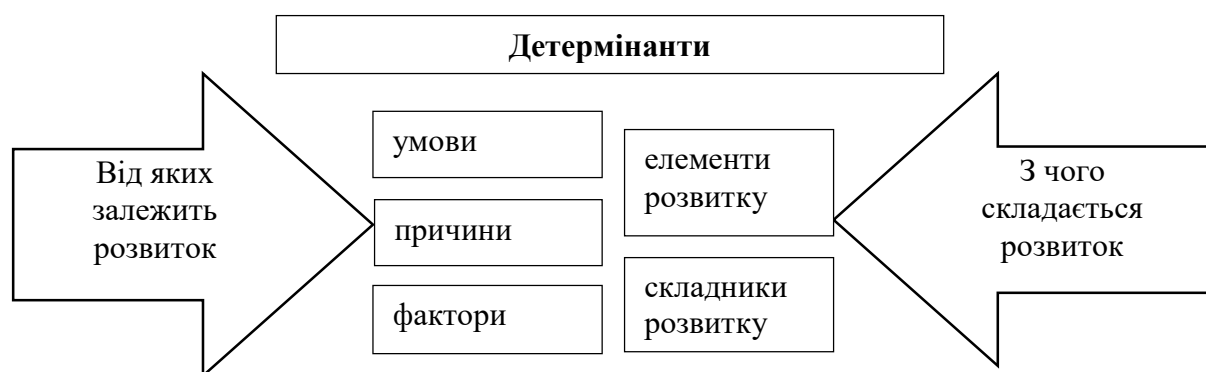 Детермінанти
Від яких
залежить
розвиток
умови
причини
фактори
елементи
розвитку
складники
розвитку
З чого
складається
розвиток